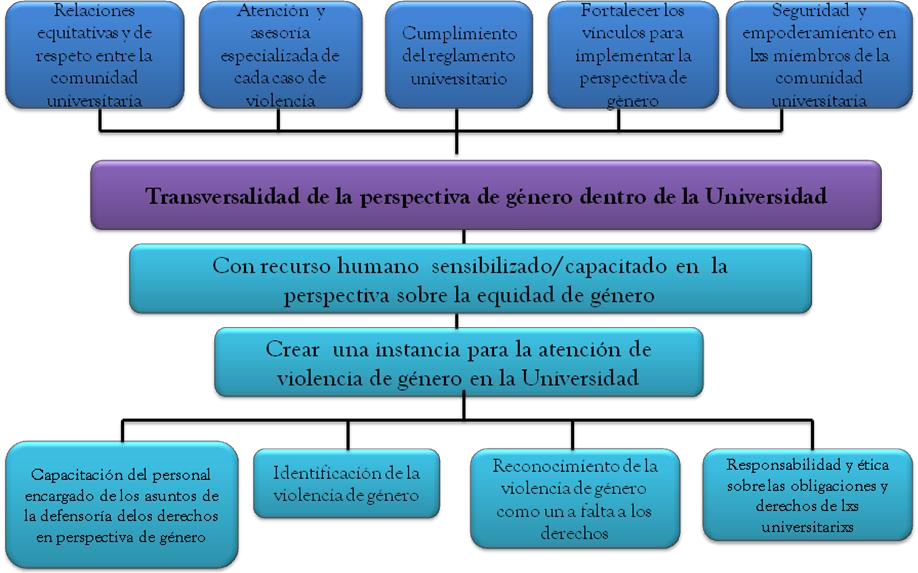 Relaciones
equitativas y de
respeto entre la
comunidad
universitaria
Atención y
asesoría
especializada de
cada caso de
violencia
Cumplimiento
del reglamento
universitario
Fortalecer los
vínculos para
implementar la
perspectiva de
género
Seguridad y
empoderamiento en
lxs miembros de la
comunidad
universitaria
Transversalidad de la perspectiva de género dentro de la Universidad
Con recurso humano sensibilizado/capacitado en la
perspectiva sobre la equidad de género
Crear una instancia para la atención de
violencia de género en la Universidad
Capacitación del personal
encargado de los asuntos de
la defensoría delos derechos
en perspectiva de género
Identificación de la
violencia de género
Reconocimiento de la
violencia de género
como un a falta a los
derechos
Responsabilidad y ética
sobre las obligaciones y
derechos de lxs
universitarixs